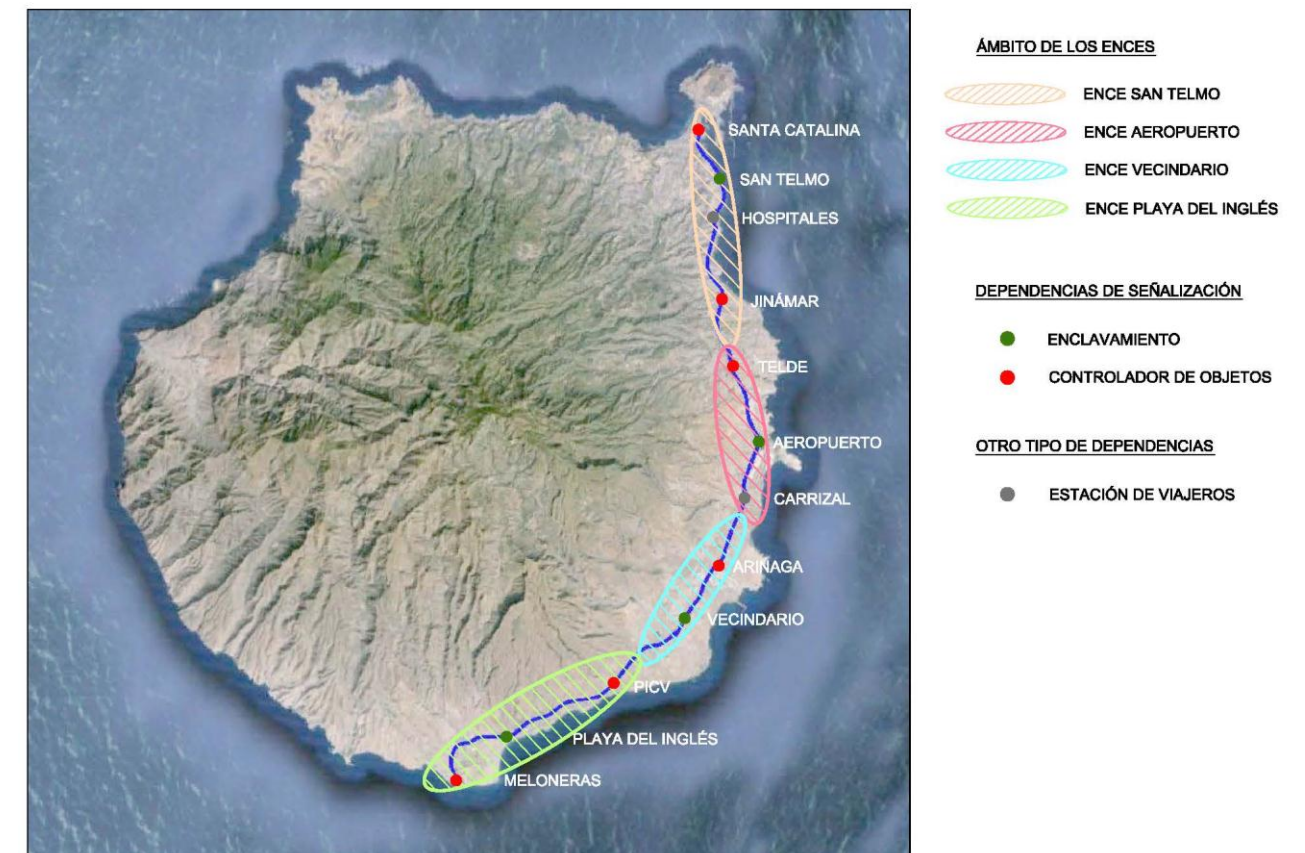 SANTA CATALINA
SAN TELMO
HOSPITALES
JINÁMAR
TELDE
AEROPUERTO
CARRIZAL
ARIÑAGA
VECINDARIO
PICV
PLAYA DEL INGLÉS
MELONERAS
ÁMBITO DE LOS ENCES
ENCE SAN TELMO
ENCE AEROPUERTO
ENCE VECINDARIO
ENCE PLAYA DEL INGLÉS
DEPENDENCIAS DE SEÑALIZACIÓN
ENCLAVAMIENTO
CONTROLADOR DE OBJETOS
OTRO TIPO DE DEPENDENCIAS
ESTACIÓN DE VIAJEROS